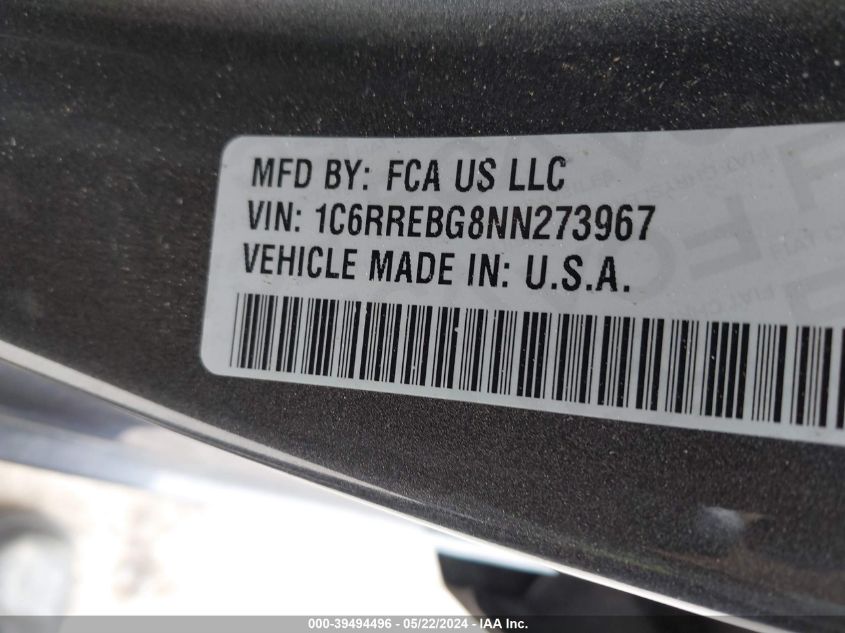 MFD BY: FCA US LLC
VIN: 1C6RREBG8NN273967
VEHICLE MADE IN: U.S.A.
000-39494496 - 05/22/2024 - IAA Inc.